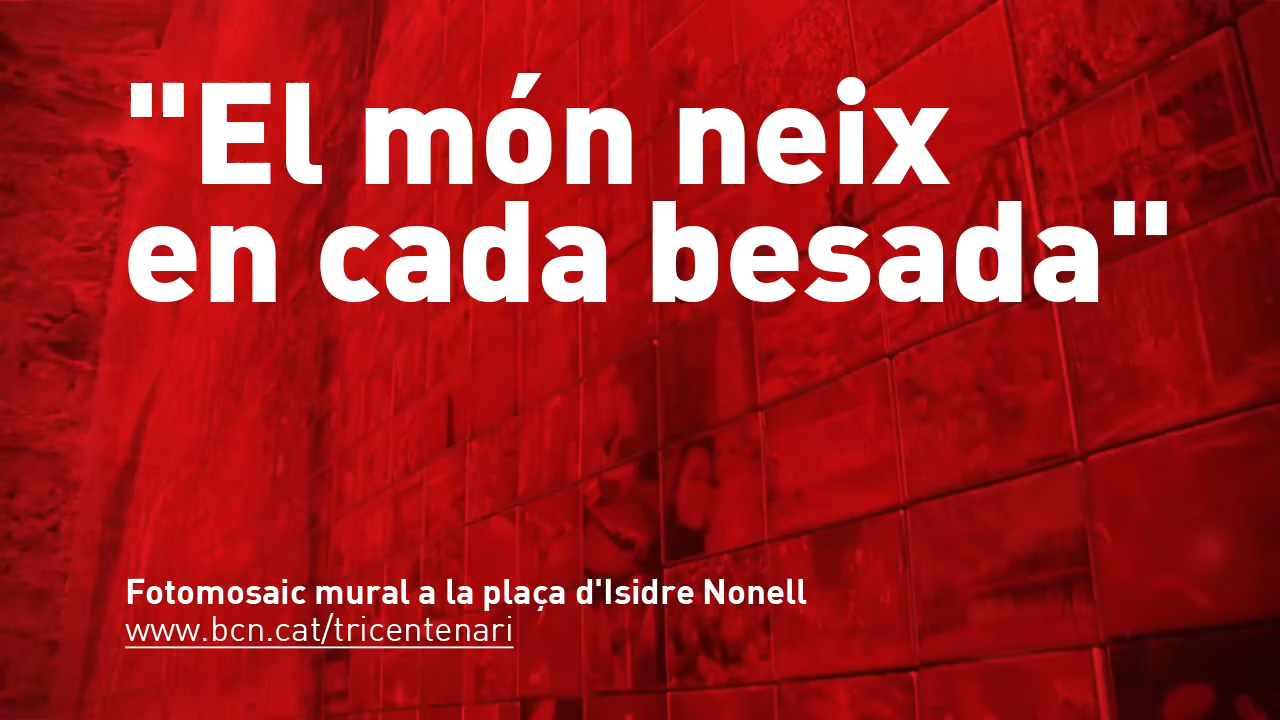 "El món neix
en cada besada"
Fotomosaic mural a la plaça d'Isidre Nonell
www.bcn.cat/tricentenari